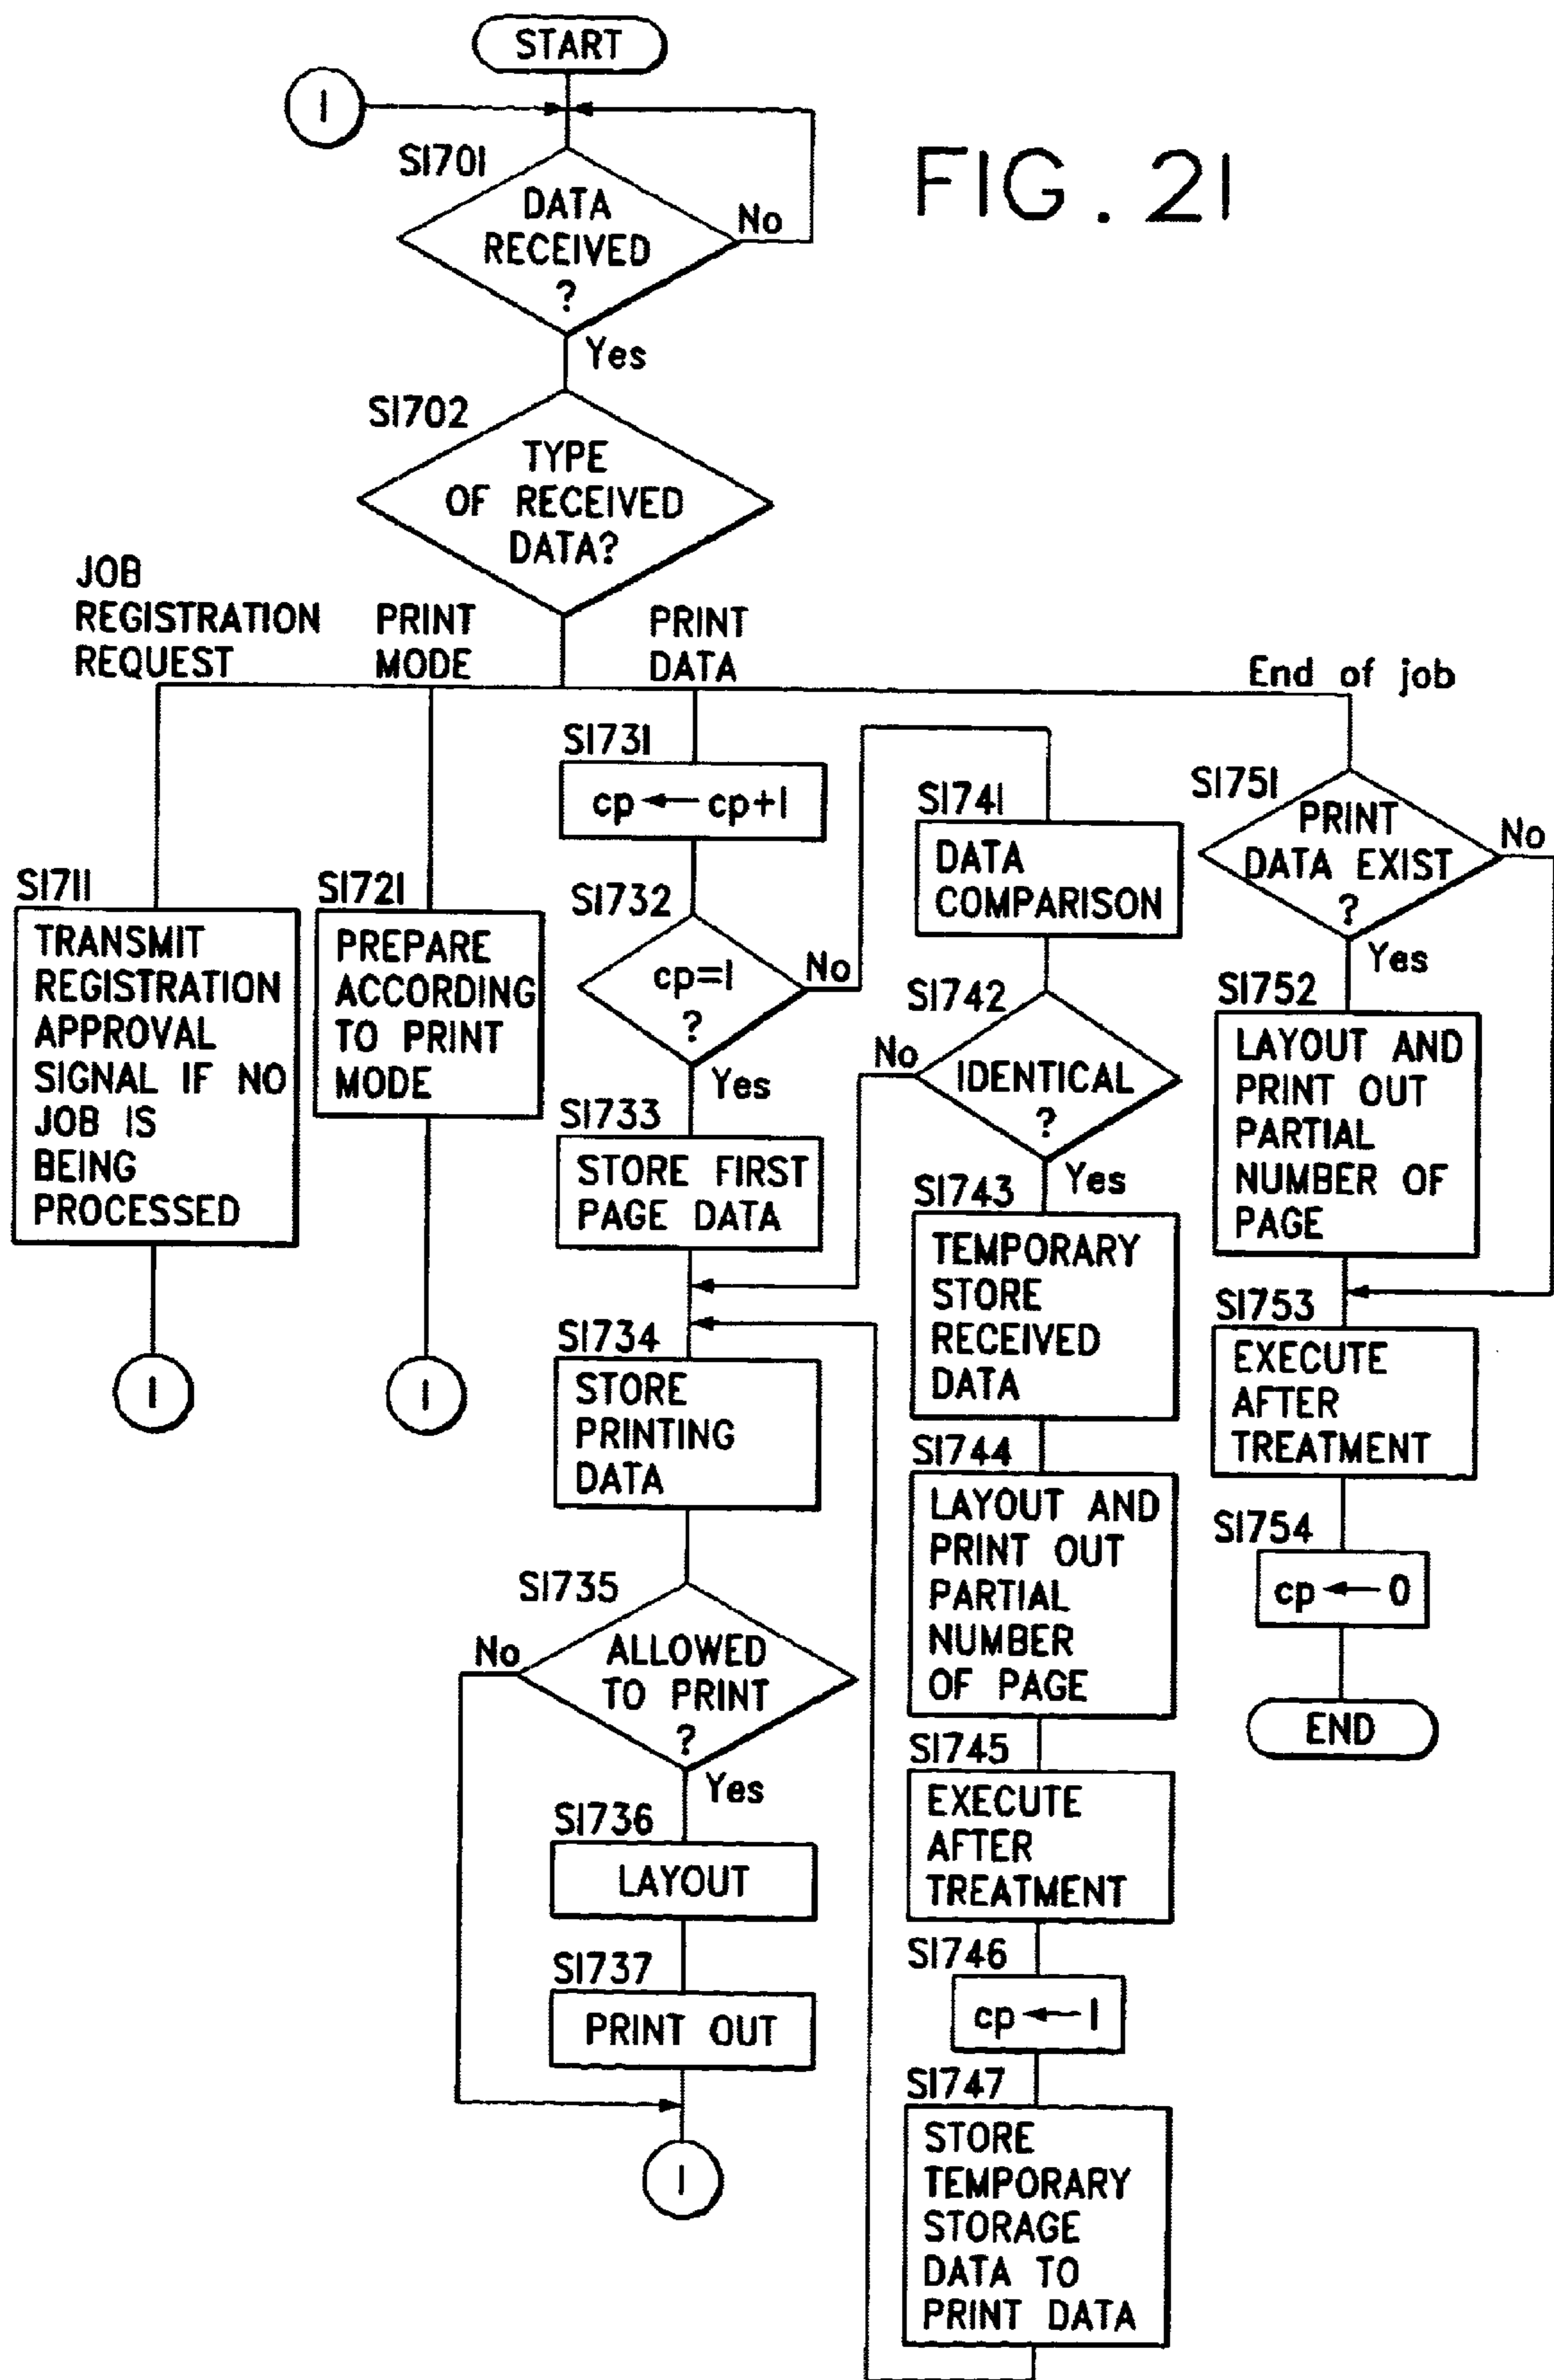 START
I
FIG. 21
S1701
DATA
RECEIVED
?
No
Yes
S1702
TYPE
OF RECEIVED
DATA?
JOB
REGISTRATION
REQUEST
PRINT
MODE
PRINT
DATA
End of job
S1711
TRANSMIT
REGISTRATION
APPROVAL
SIGNAL IF NO
JOB IS
BEING
PROCESSED
I
S1721
PREPARE
ACCORDING
TO PRINT
MODE
I
S1731
cp ← cp+1
S1732
cp=1
?
No
Yes
S1733
STORE FIRST
PAGE DATA
S1734
STORE
PRINTING
DATA
S1735
ALLOWED
TO PRINT
?
No
Yes
S1736
LAYOUT
S1737
PRINT OUT
I
S1741
DATA
COMPARISON
S1742
IDENTICAL
?
No
Yes
S1743
TEMPORARY
STORE
RECEIVED
DATA
S1744
LAYOUT AND
PRINT OUT
PARTIAL
NUMBER
OF PAGE
S1745
EXECUTE
AFTER
TREATMENT
S1746
cp ← 1
S1747
STORE
TEMPORARY
STORAGE
DATA TO
PRINT DATA
S1751
PRINT
DATA EXIST
?
No
Yes
S1752
LAYOUT AND
PRINT OUT
PARTIAL
NUMBER OF
PAGE
S1753
EXECUTE
AFTER
TREATMENT
S1754
cp ← 0
END